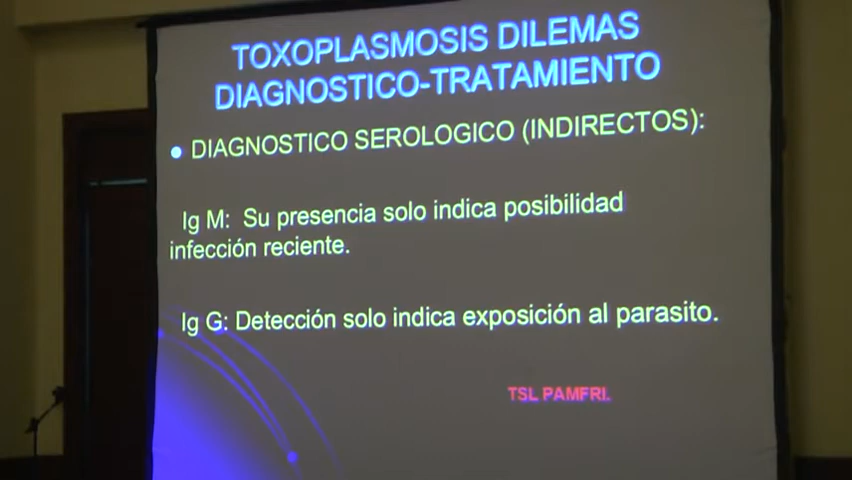 TOXOPLASMOSIS DILEMAS
DIAGNOSTICO-TRATAMIENTO
DIAGNOSTICO SEROLOGICO (INDIRECTOS):
Ig M: Su presencia solo indica posibilidad
infección reciente.
Ig G: Detección solo indica exposición al parasito.
TSL PAMFRI.